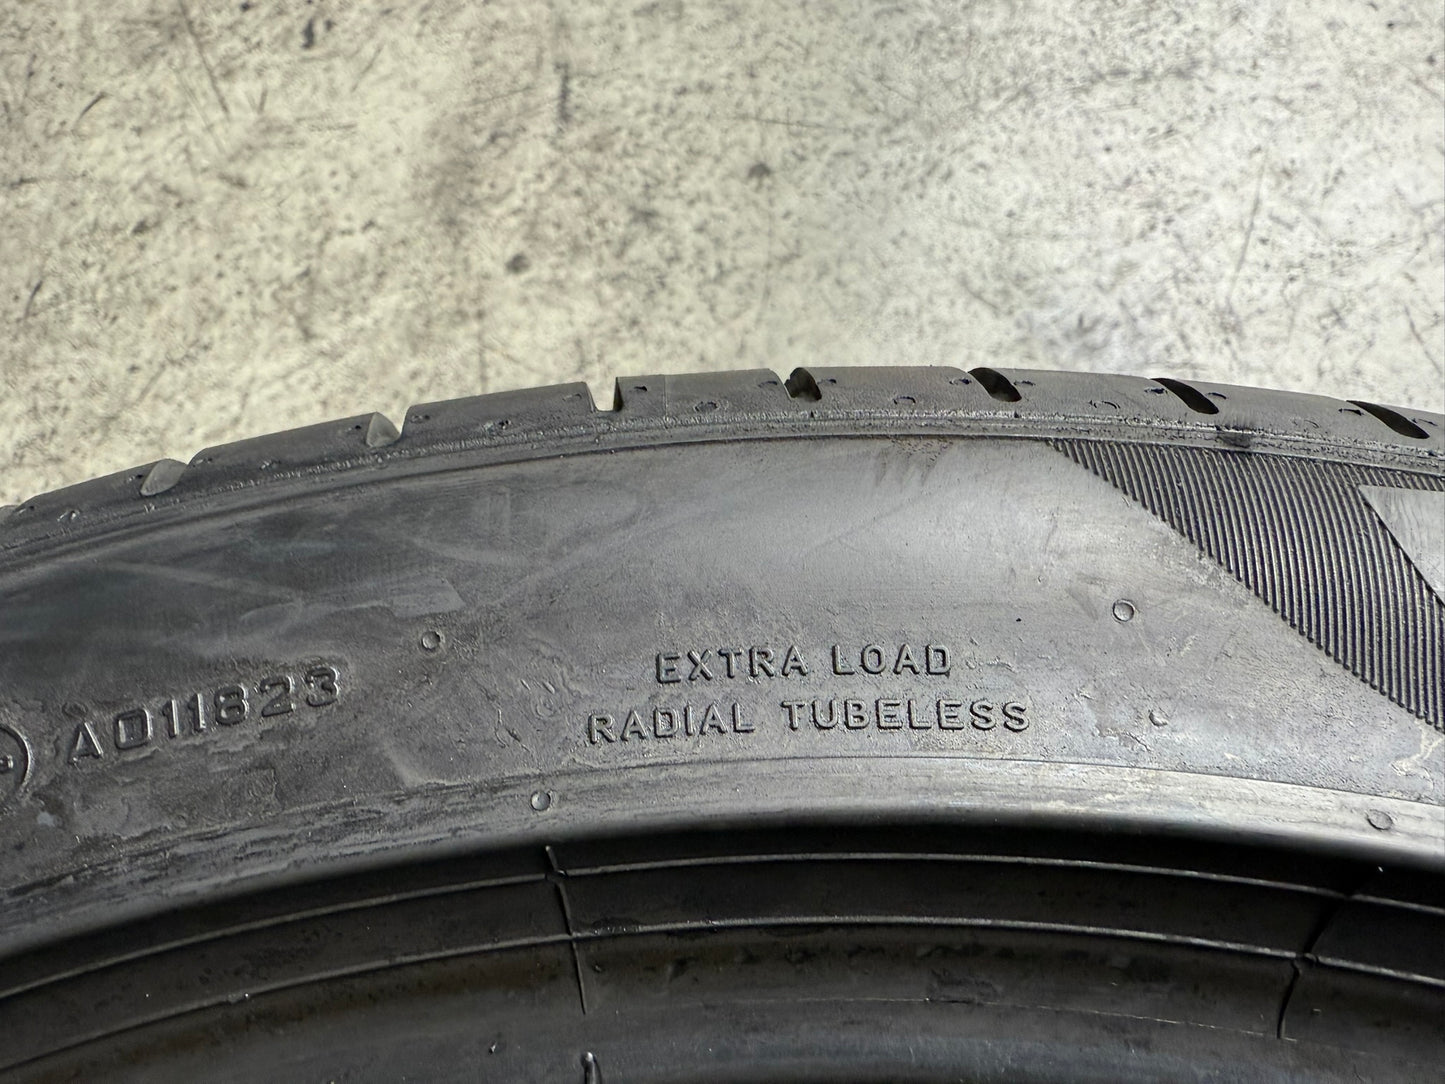 A011823
EXTRA LOAD
RADIAL TUBELESS